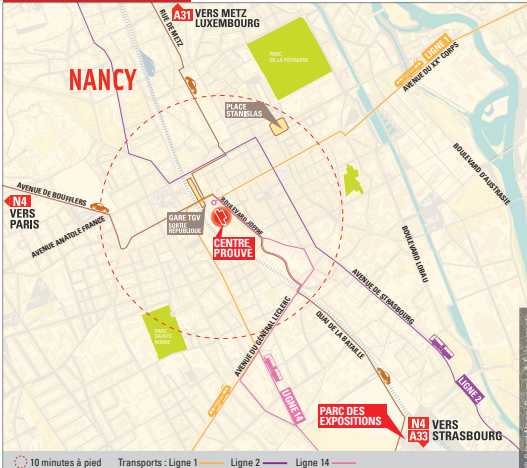 A31 VERS METZ
LUXEMBOURG
RUE DE METZ
NANCY
PARC
DE LA PÉPINIÈRE
LIGNE 1
AVENUE DU XXe CORPS
PLACE
STANISLAS
BOULEVARD D'AUSTRASIE
AVENUE DE BOUFFLERS
N4
VERS
PARIS
AVENUE ANATOLE FRANCE
GARE TGV
SORTIE
RÉPUBLIQUE
BOULEVARD JOFFRE
CENTRE
PROUVÉ
BOULEVARD LOBAU
AVENUE DE STRASBOURG
QUAI DE LA BATAILLE
PARC
SAINTE
MARIE
AVENUE DU GÉNÉRAL LECLERC
LIGNE 14
LIGNE 2
PARC DES
EXPOSITIONS
N4 VERS
A33 STRASBOURG
10 minutes à pied Transports : Ligne 1 Ligne 2 Ligne 14